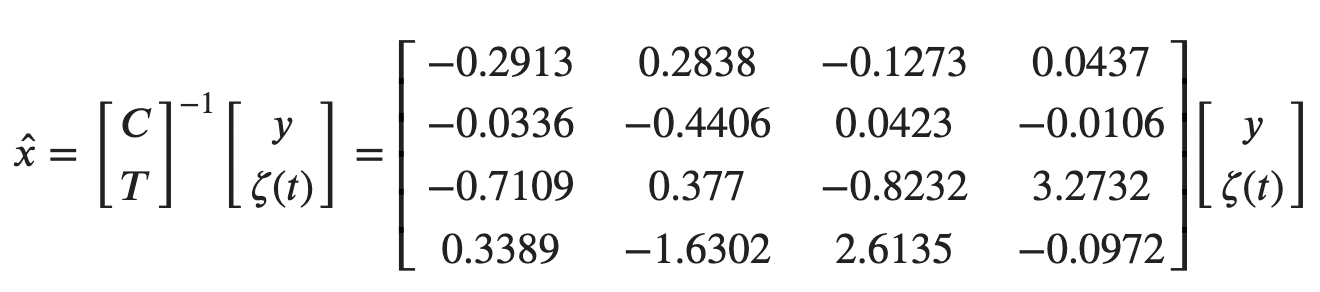 x̂ = [C T]⁻¹ [y ζ(t)] = [−0.2913 0.2838 −0.1273 0.0437
−0.0336 −0.4406 0.0423 −0.0106
−0.7109 0.377 −0.8232 3.2732
0.3389 −1.6302 2.6135 −0.0972] [y ζ(t)]